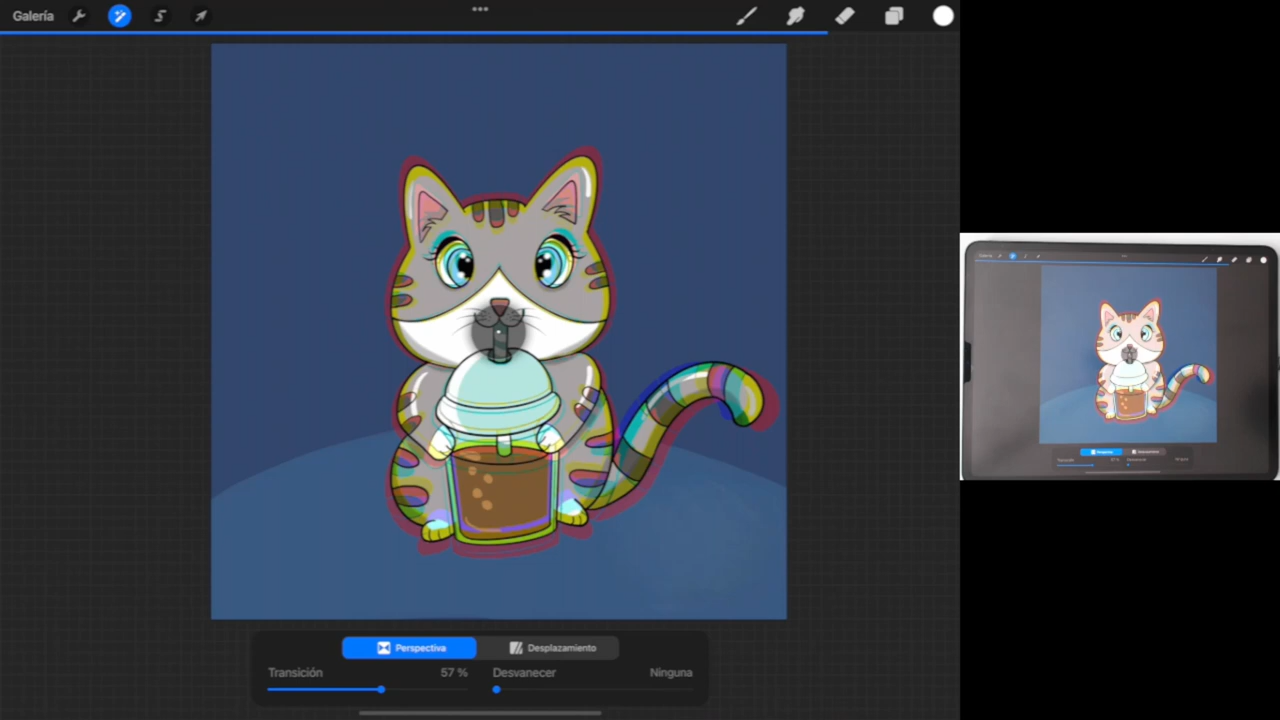 Galería
Perspectiva
Desplazamiento
Transición 57 % Desvanecer Ninguna